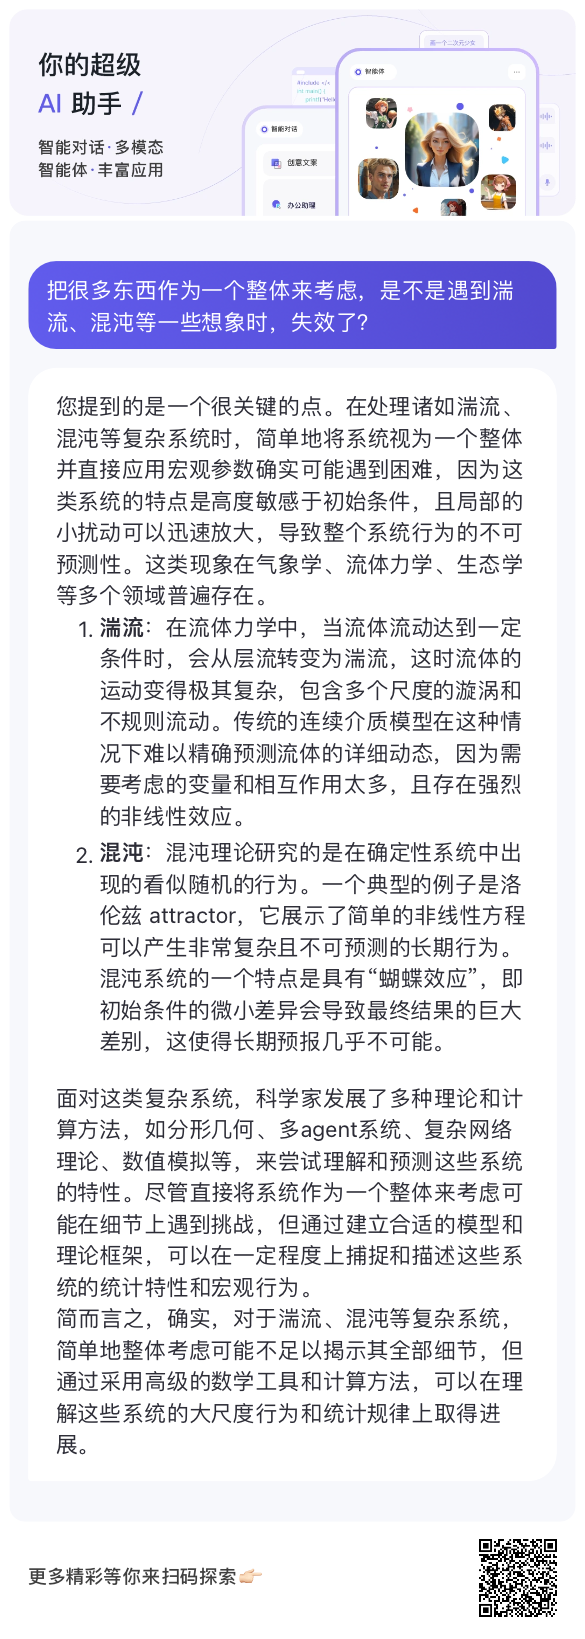 你的超级
AI 助手 /
智能对话·多模态
智能体·丰富应用
画一个二次元少女
智能体
#include </
智能对话
创意文案
办公助理
把很多东西作为一个整体来考虑，是不是遇到湍
流、混沌等一些想象时，失效了?
您提到的是一个很关键的点。在处理诸如湍流、
混沌等复杂系统时，简单地将系统视为一个整体
并直接应用宏观参数确实可能遇到困难，因为这
类系统的特点是高度敏感于初始条件，且局部的
小扰动可以迅速放大，导致整个系统行为的不可
预测性。这类现象在气象学、流体力学、生态学
等多个领域普遍存在。
1. 湍流：在流体力学中，当流体流动达到一定
条件时，会从层流转变为湍流，这时流体的
运动变得极其复杂，包含多个尺度的漩涡和
不规则流动。传统的连续介质模型在这种情
况下难以精确预测流体的详细动态，因为需
要考虑的变量和相互作用太多，且存在强烈
的非线性效应。
2. 混沌：混沌理论研究的是在确定性系统中出
现的看似随机的行为。一个典型的例子是洛
伦兹 attractor，它展示了简单的非线性方程
可以产生非常复杂且不可预测的长期行为。
混沌系统的一个特点是具有“蝴蝶效应”，即
初始条件的微小差异会导致最终结果的巨大
差别，这使得长期预报几乎不可能。
面对这类复杂系统，科学家发展了多种理论和计
算方法，如分形几何、多agent系统、复杂网络
理论、数值模拟等，来尝试理解和预测这些系统
的特性。尽管直接将系统作为一个整体来考虑可
能在细节上遇到挑战，但通过建立合适的模型和
理论框架，可以在一定程度上捕捉和描述这些系
统的统计特性和宏观行为。
简而言之，确实，对于湍流、混沌等复杂系统，
简单地整体考虑可能不足以揭示其全部细节，但
通过采用高级的数学工具和计算方法，可以在理
解这些系统的大尺度行为和统计规律上取得进
展。
更多精彩等你来扫码探索👉🏻